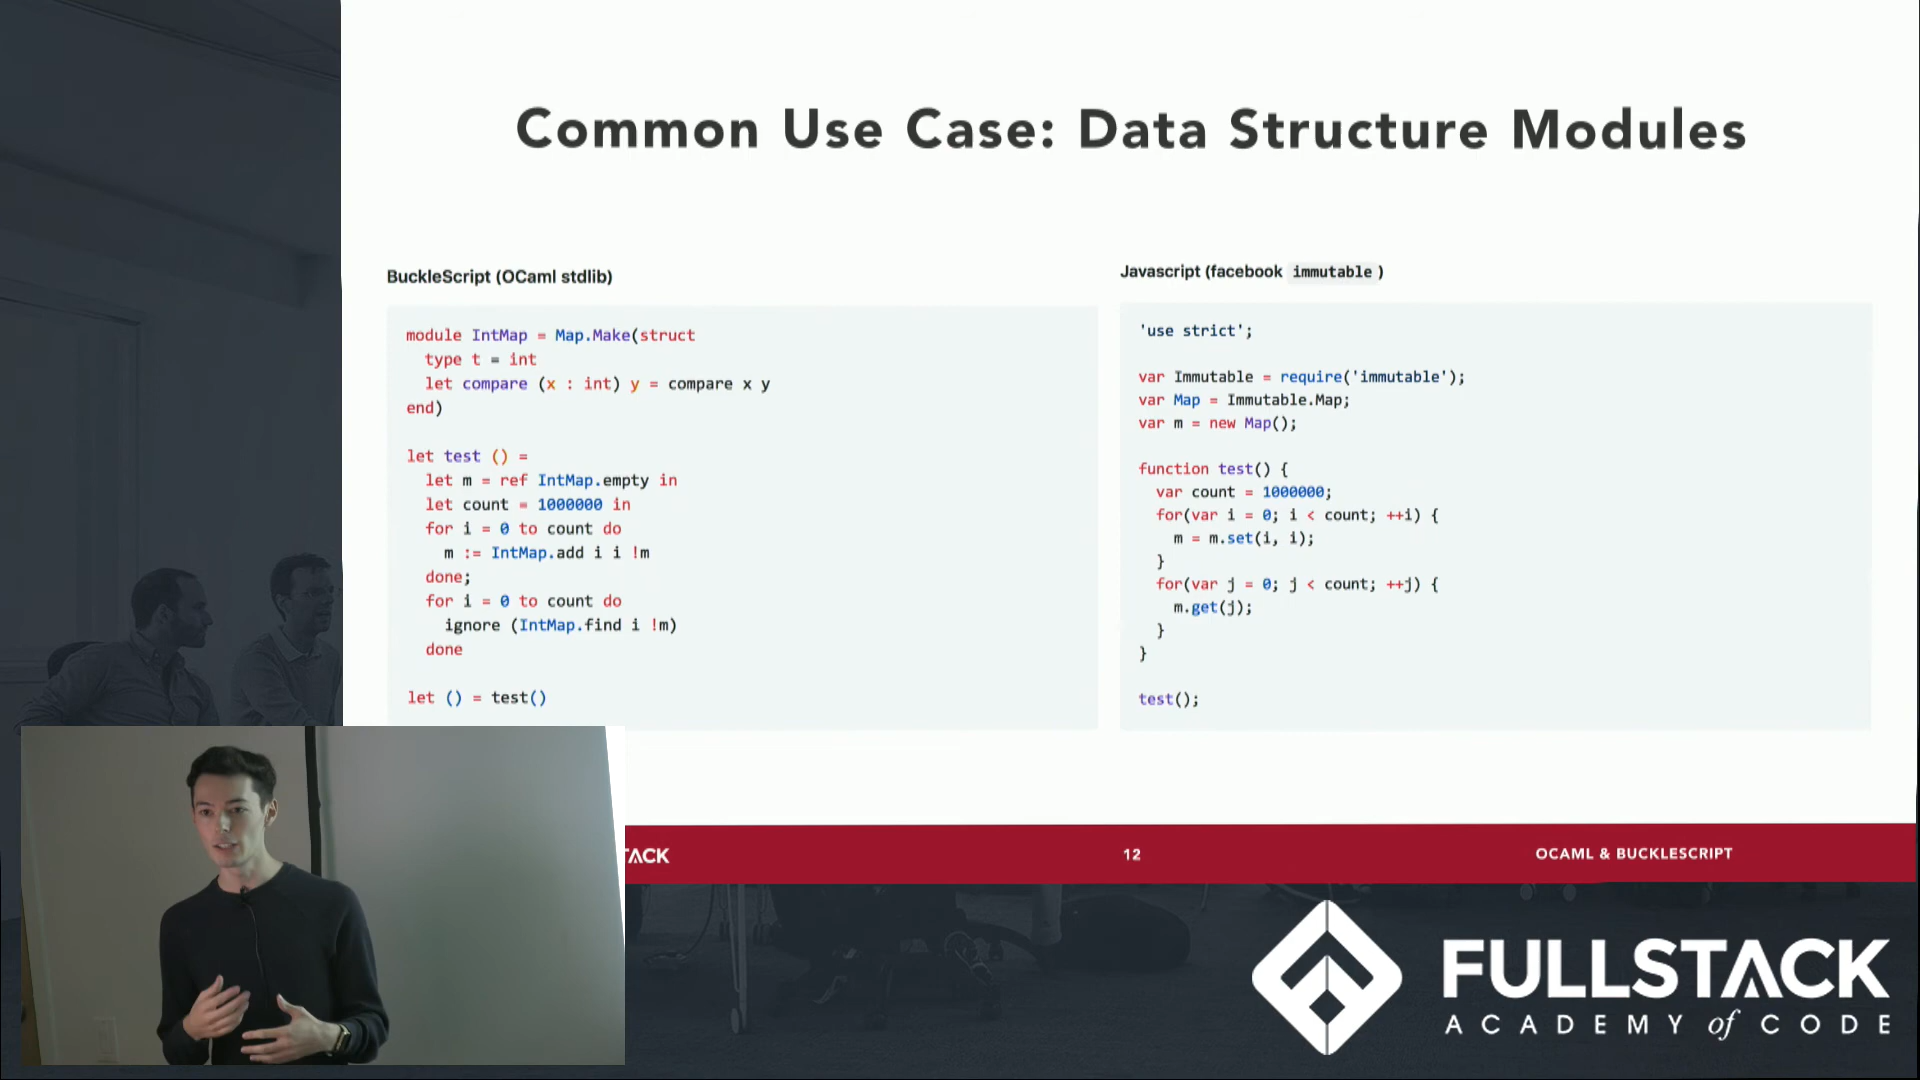 Common Use Case: Data Structure Modules
BuckleScript (OCaml stdlib)
module IntMap = Map.Make(struct
type t = int
let compare (x : int) y = compare x y
end)
let test () =
let m = ref IntMap.empty in
let count = 1000000 in
for i = 0 to count do
m := IntMap.add i i !m
done;
for i = 0 to count do
ignore (IntMap.find i !m)
done
let () = test()
Javascript (facebook immutable )
'use strict';
var Immutable = require('immutable');
var Map = Immutable.Map;
var m = new Map();
function test() {
var count = 1000000;
for(var i = 0; i < count; ++i) {
m = m.set(i, i);
}
for(var j = 0; j < count; ++j) {
m.get(j);
}
}
test();
TACK
12
OCAML & BUCKLESCRIPT
FULLSTACK
ACADEMY of CODE